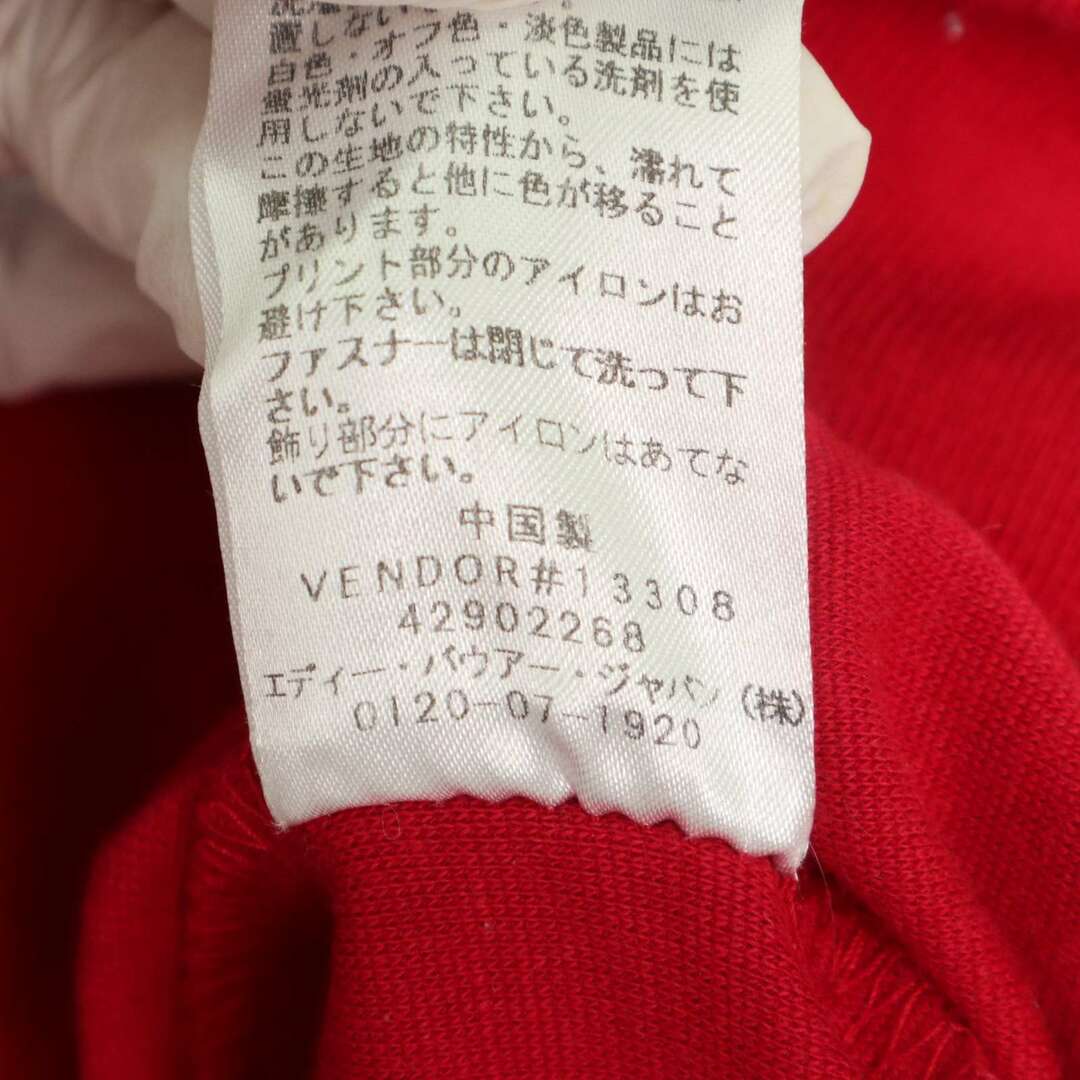 置しない
白色・オフ色・淡色製品には
蛍光剤の入っている洗剤を使
用しないで下さい。
この生地の特性から、濡れて
摩擦すると他に色が移ること
があります。
プリント部分のアイロンはお
避け下さい。
ファスナーは閉じて洗って下
さい。
飾り部分にアイロンはあてな
いで下さい。
中国製
VENDOR#13308
42902268
エディー・バウアー・ジャパン(株)
0120-07-1920